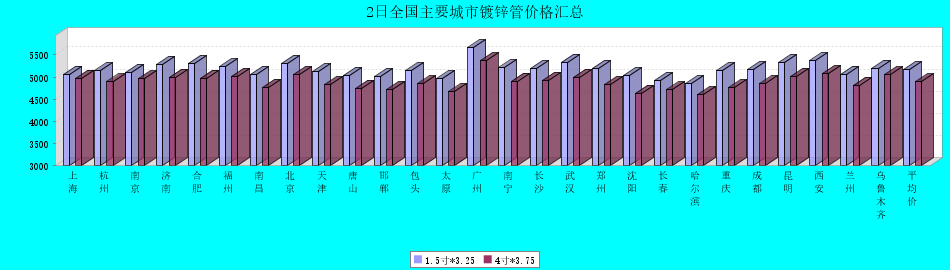 2日全国主要城市镀锌管价格汇总
5500
5000
4500
4000
3500
3000
上海 杭州 南京 济南 合肥 福州 南昌 北京 天津 唐山 邯郸 包头 太原 广州 南宁 长沙 武汉 郑州 沈阳 长春 哈尔滨 重庆 成都 昆明 西安 兰州 乌鲁木齐 平均价
1.5寸*3.25 4寸*3.75